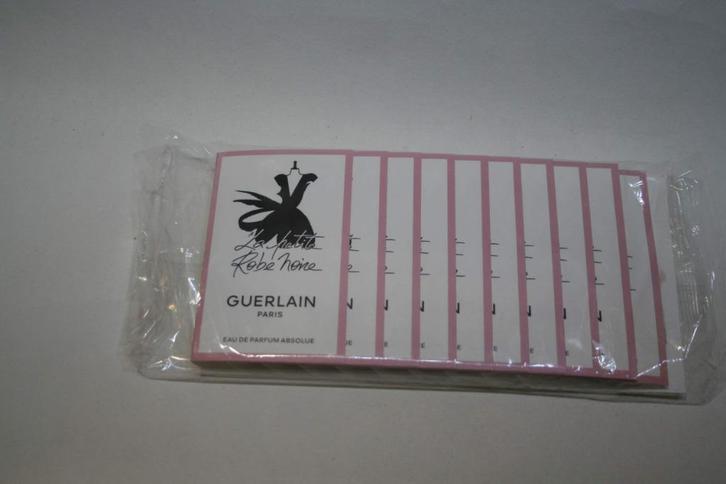 La petite
Robe Noire
GUERLAIN
PARIS
EAU DE PARFUM ABSOLUE